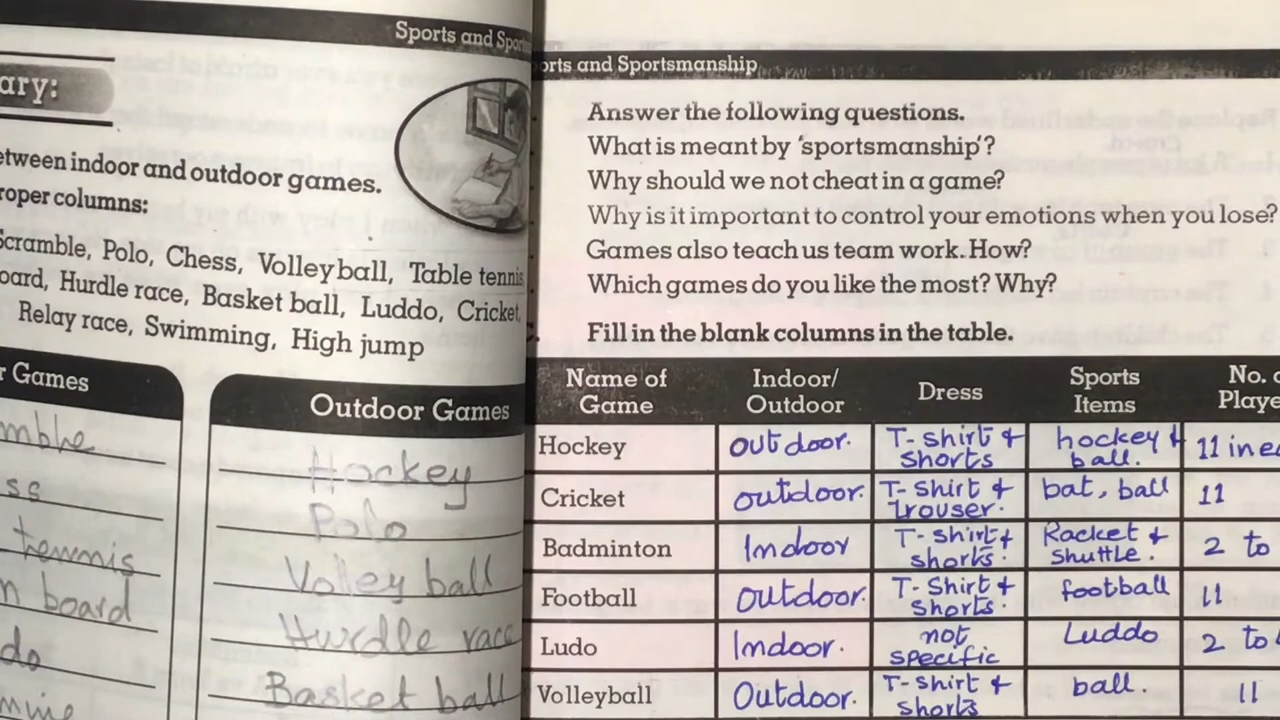 Sports and
ary:
etween indoor and outdoor games.
roper columns:
Scramble, Polo, Chess, Volleyball, Table tennis
oard, Hurdle race, Basket ball, Luddo, Cricket,
Relay race, Swimming, High jump
r Games
mble
ss
tennis
n board
do
Outdoor Games
Hockey
Polo
Volley ball
Hurdle race
Basket ball
orts and Sportsmanship
Answer the following questions.
What is meant by 'sportsmanship'?
Why should we not cheat in a game?
Why is it important to control your emotions when you lose?
Games also teach us team work. How?
Which games do you like the most? Why?
Fill in the blank columns in the table.
Name of Game Indoor/ Outdoor Dress Sports Items No. o Playe
Hockey outdoor. T-shirt & shorts hockey & ball. 11 in ea
Cricket outdoor. T-shirt & Trouser. bat, ball 11
Badminton Indoor T-shirt & shorts. Racket & shuttle. 2 to
Football outdoor. T-Shirt & Shorts football 11
Ludo Indoor. not specific Luddo 2 to
Volleyball Outdoor. T-shirt & shorts ball. 11